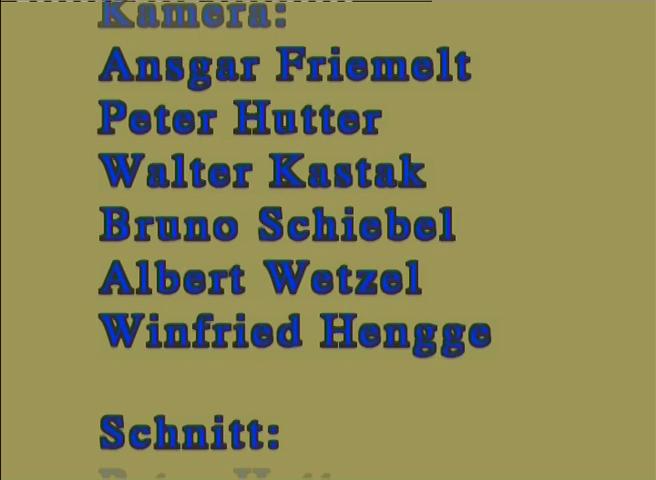 Kamera:
Ansgar Friemelt
Peter Hutter
Walter Kastak
Bruno Schiebel
Albert Wetzel
Winfried Hengge
Schnitt: